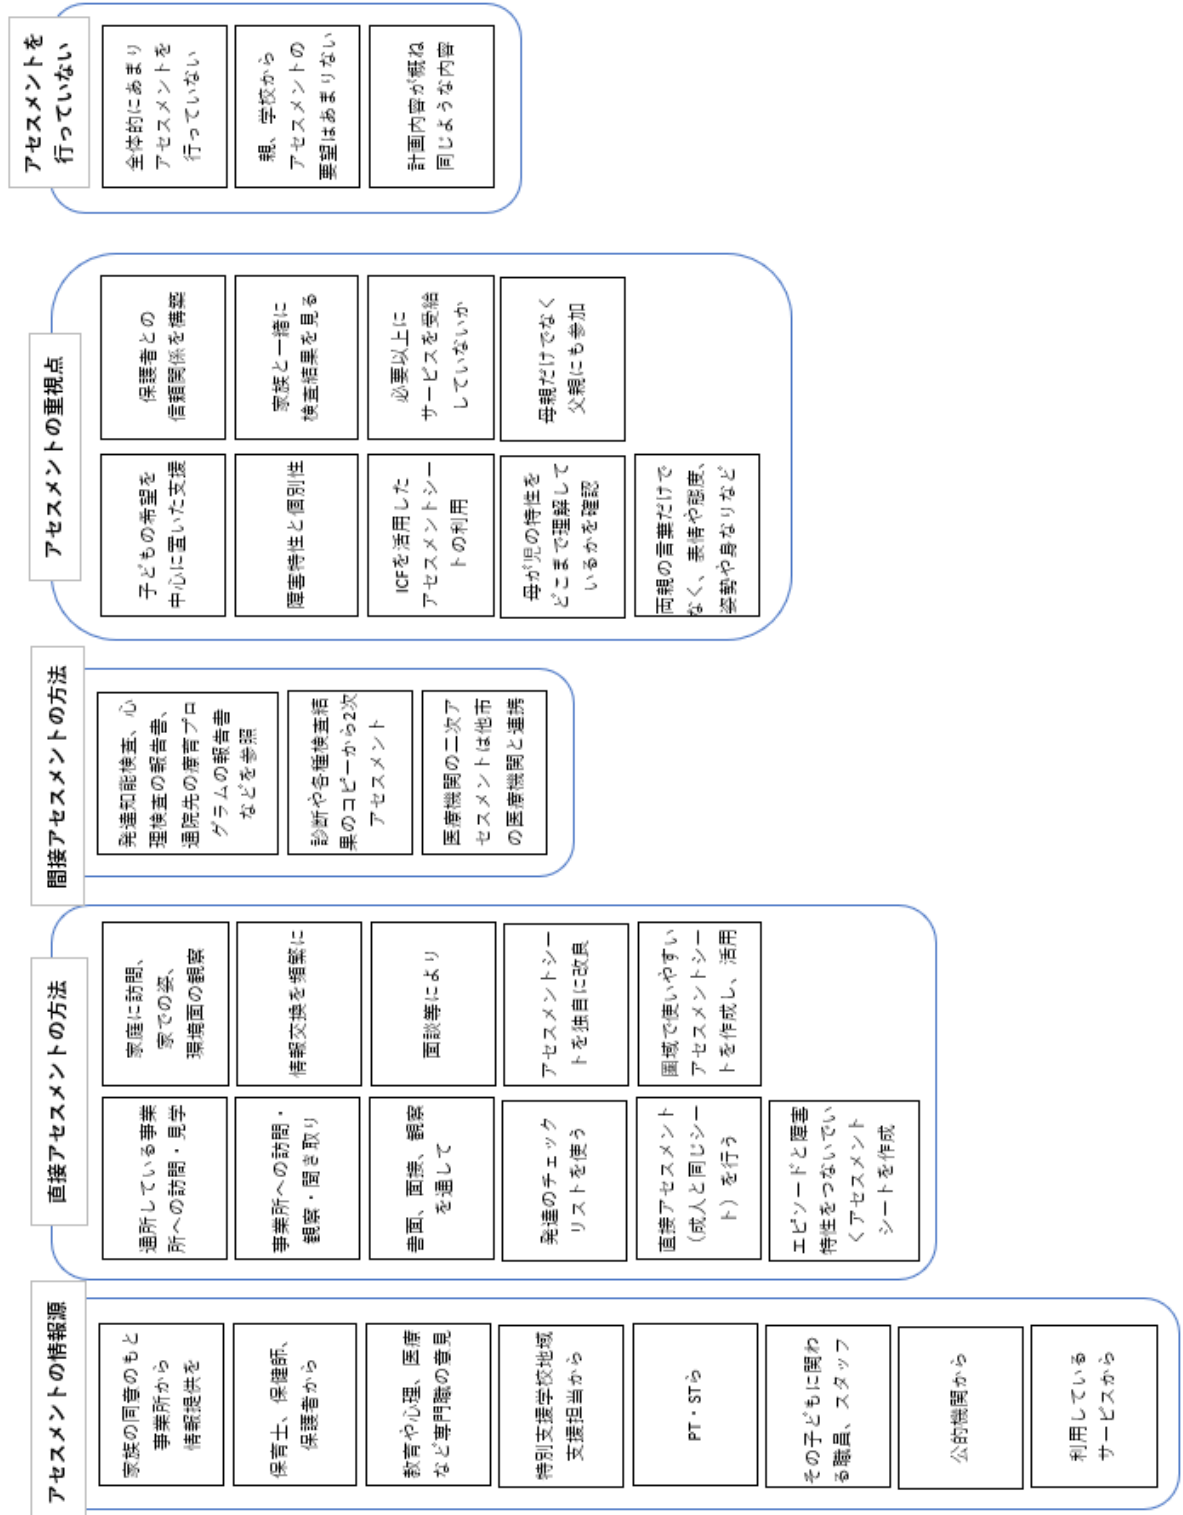 アセスメントの情報源
家族の同意のもと
事業所から
情報提供を
保育士、保健師、
保護者から
教育や心理、医療
など専門職の意見
特別支援学校地域
支援担当から
PT・STら
その子どもに関わ
る職員、スタッフ
公的機関から
利用している
サービスから
直接アセスメントの方法
通所している事業
所への訪問・見学
事業所への訪問・
観察・聞き取り
書面、面接、観察
を通して
発達のチェック
リストを使う
直接アセスメント
（成人と同じシー
ト）を行う
エピソードと障害
特性をつないでい
くアセスメント
シートを作成
家庭に訪問、
家での姿、
環境面の観察
情報交換を頻繁に
面談等により
アセスメントシー
トを独自に改良
圏域で使いやすい
アセスメントシー
トを作成し、活用
間接アセスメントの方法
発達知能検査、心
理検査の報告書、
通院先の療育プロ
グラムの報告書
などを参照
診断や各種検査結
果のコピーから2次
アセスメント
医療機関の二次ア
セスメントは他市
の医療機関と連携
アセスメントの重視点
子どもの希望を
中心に置いた支援
障害特性と個別性
ICFを活用した
アセスメントシー
トの利用
母が児の特性を
どこまで理解して
いるかを確認
両親の言葉だけで
なく、表情や態度、
姿勢や身なりなど
保護者との
信頼関係を構築
家族と一緒に
検査結果を見る
必要以上に
サービスを受給
していないか
母親だけでなく
父親にも参加
アセスメントを
行っていない
全体的にあまり
アセスメントを
行っていない
親、学校から
アセスメントの
要望はあまりない
計画内容が概ね
同じような内容